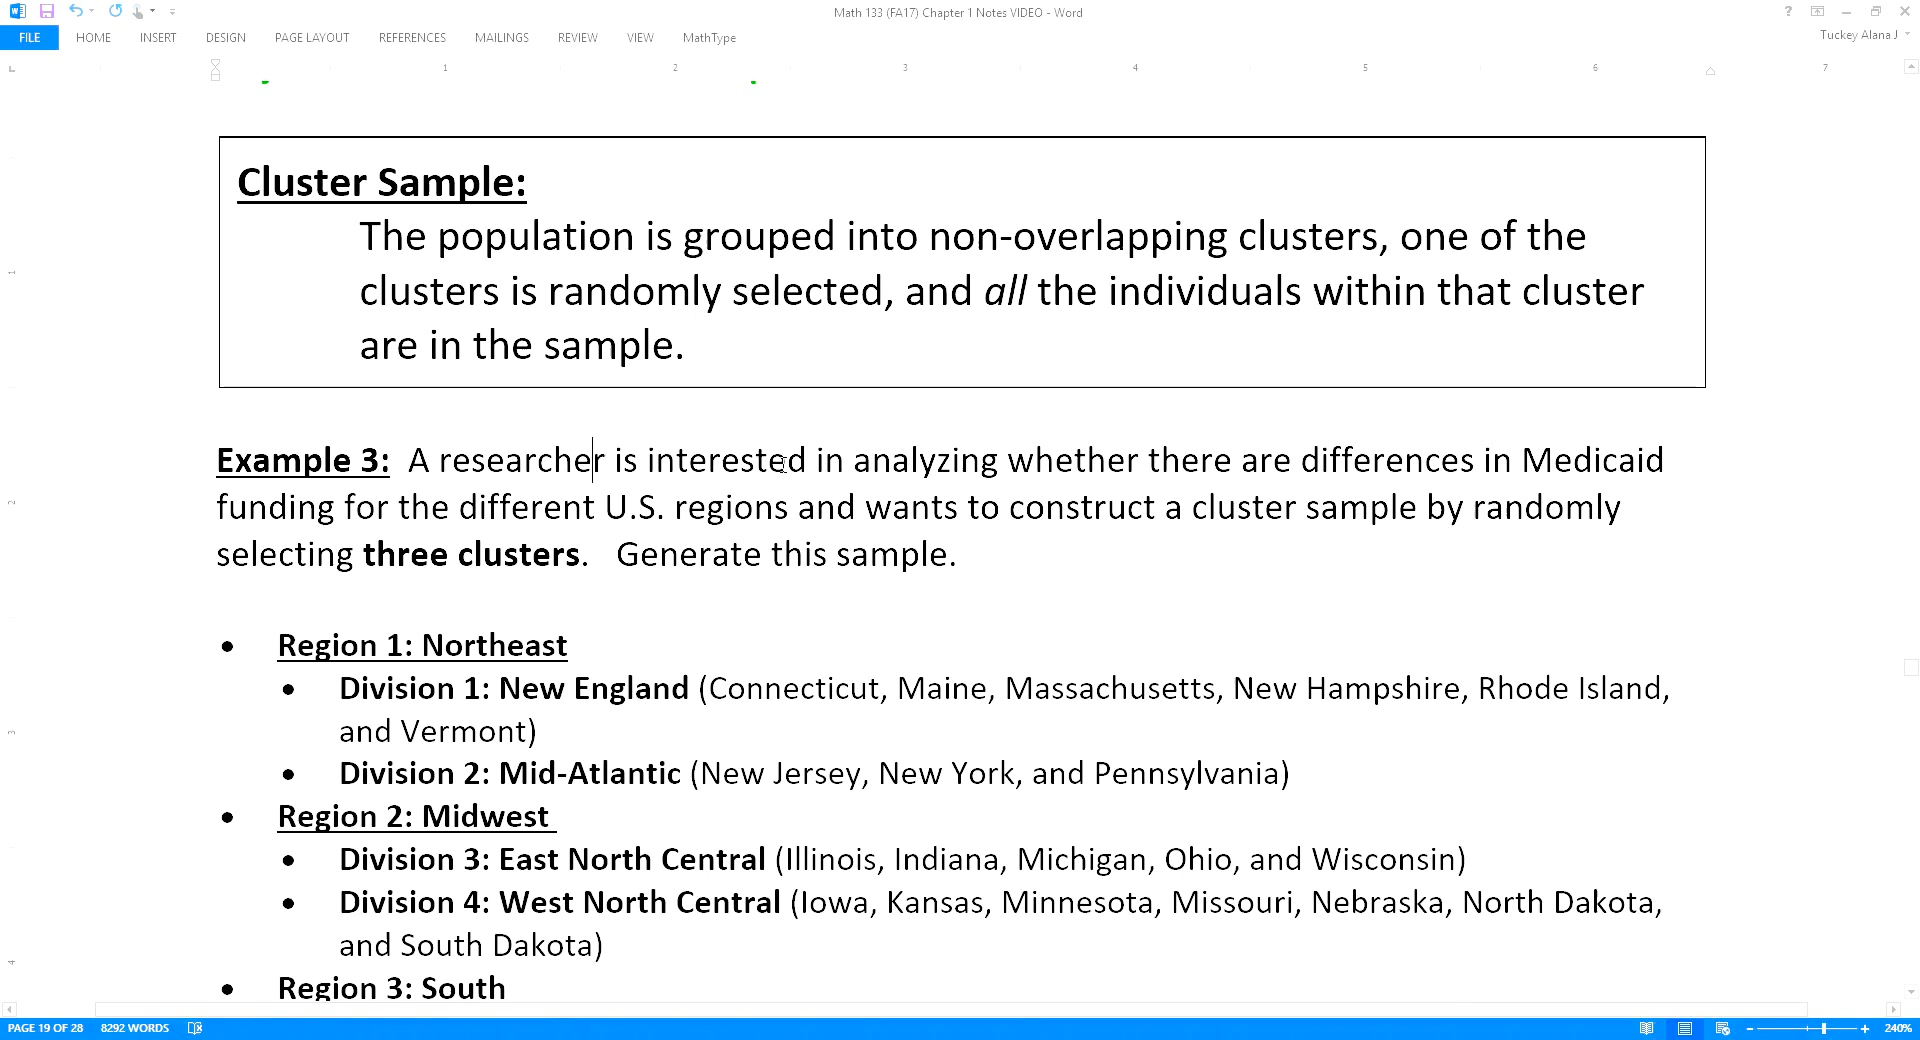 Math 133 (FA17) Chapter 1 Notes VIDEO - Word
FILE HOME INSERT DESIGN PAGE LAYOUT REFERENCES MAILINGS REVIEW VIEW MathType
Tuckey Alana J
1 2 3 4 5 6 7
Cluster Sample:
The population is grouped into non-overlapping clusters, one of the
clusters is randomly selected, and all the individuals within that cluster
are in the sample.
Example 3: A researcher is interested in analyzing whether there are differences in Medicaid
funding for the different U.S. regions and wants to construct a cluster sample by randomly
selecting three clusters. Generate this sample.
• Region 1: Northeast
• Division 1: New England (Connecticut, Maine, Massachusetts, New Hampshire, Rhode Island,
and Vermont)
• Division 2: Mid-Atlantic (New Jersey, New York, and Pennsylvania)
• Region 2: Midwest
• Division 3: East North Central (Illinois, Indiana, Michigan, Ohio, and Wisconsin)
• Division 4: West North Central (Iowa, Kansas, Minnesota, Missouri, Nebraska, North Dakota,
and South Dakota)
• Region 3: South
PAGE 19 OF 28 8292 WORDS 240%